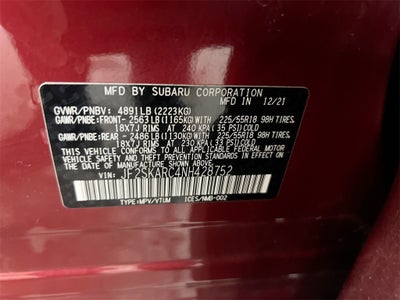 MFD. BY SUBARU CORPORATION
12/21
GVWR/PNBV: 4891LB (2223KG)
GAWR/PNBE:FRONT- 2563LB (1165KG)WITH 225/55R18 98H TIRES,
18X7J RIMS AT 240 KPA(35 PSI)COLD
GAWR/PNBE:REAR - 2486LB (1130KG)WITH 225/55R18 98H TIRES,
18X7J RIMS AT 230 KPA(33 PSI)COLD
THIS VEHICLE CONFORMS TO ALL APPLICABLE FEDERAL
MOTOR VEHICLE SAFETY, BUMPER, AND THEFT PREVENTION
STANDARDS IN EFFECT ON THE DATE OF
MANUFACTURE SHOWN ABOVE.
JF2SKARC4NH428752
TYPE:MPV/VTUM ICES/NMB-002